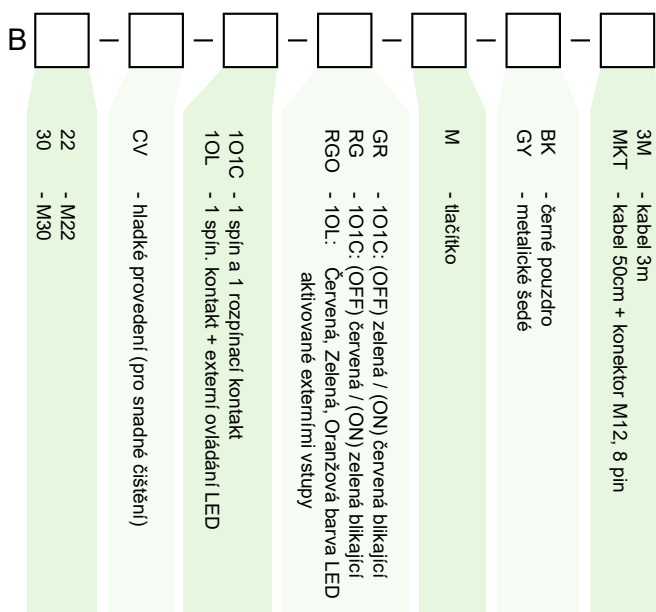 B – – – – – –
22 - M22
30 - M30
CV - hladké provedení (pro snadné čištění)
1O1C - 1 spín a 1 rozpínací kontakt
1OL - 1 spín. kontakt + externí ovládání LED
GR - 1O1C: (OFF) zelená / (ON) červená blikající
RG - 1O1C: (OFF) červená / (ON) zelená blikající
RGO - 1OL: Červená, Zelená, Oranžová barva LED
aktivované externími vstupy
M - tlačítko
BK - černé pouzdro
GY - metalické šedé
3M - kabel 3m
MKT - kabel 50cm + konektor M12, 8 pin